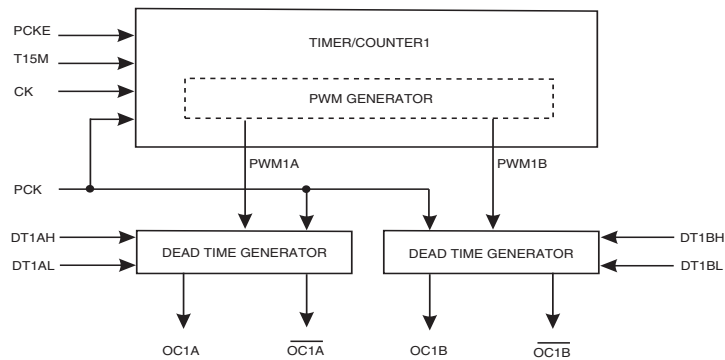 PCKE
TIMER/COUNTER1
T15M
CK
PWM GENERATOR
PWM1A
PWM1B
PCK
DT1AH
DT1BH
DEAD TIME GENERATOR
DEAD TIME GENERATOR
DT1AL
DT1BL
OC1A
OC1A
OC1B
OC1B